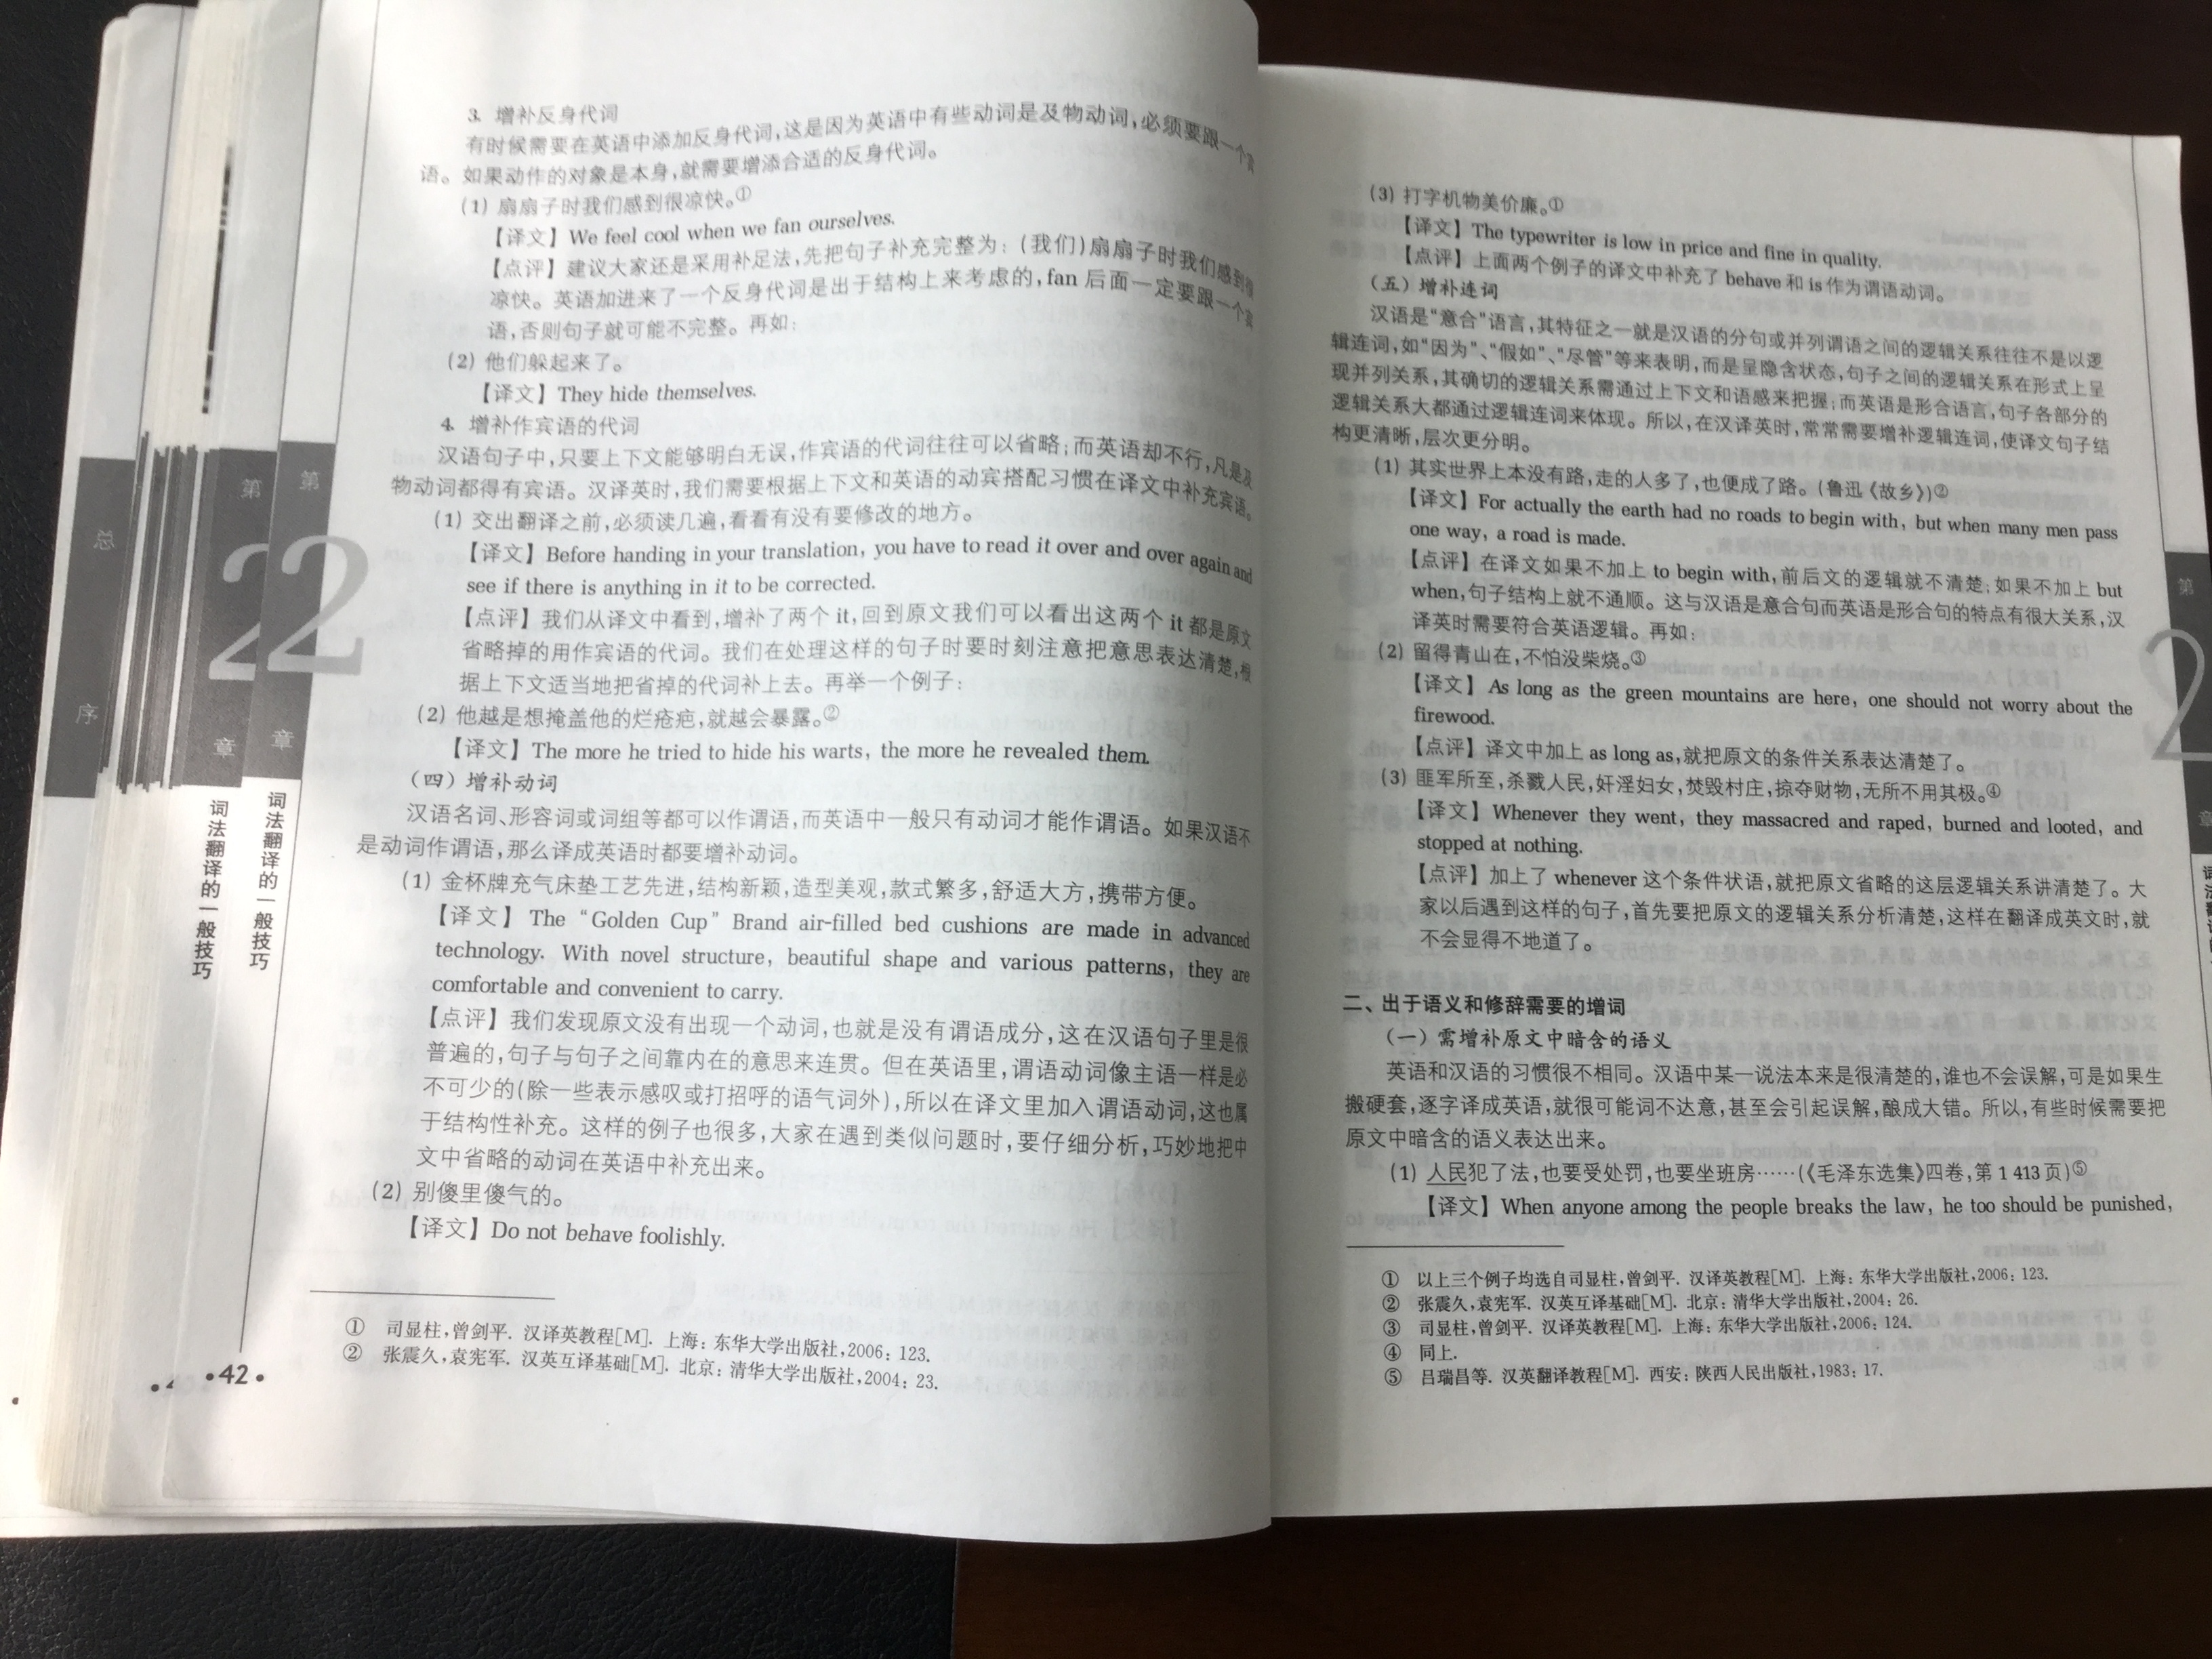 3. 增补反身代词
有时候需要在英语中添加反身代词,这是因为英语中有些动词是及物动词,必须要跟一个宾
语。如果动作的对象是本身,就需要增添合适的反身代词。
(1) 扇扇子时我们感到很凉快。①
【译文】We feel cool when we fan ourselves.
【点评】建议大家还是采用补足法,先把句子补充完整为:(我们)扇扇子时我们感到很
凉快。英语加进来了一个反身代词是出于结构上来考虑的,fan 后面一定要跟一个宾
语,否则句子就可能不完整。再如:
(2) 他们躲起来了。
【译文】They hide themselves.
4. 增补作宾语的代词
汉语句子中,只要上下文能够明白无误,作宾语的代词往往可以省略;而英语却不行,凡是及
物动词都得有宾语。汉译英时,我们需要根据上下文和英语的动宾搭配习惯在译文中补充宾语。
(1) 交出翻译之前,必须读几遍,看看有没有要修改的地方。
【译文】Before handing in your translation, you have to read it over and over again and
see if there is anything in it to be corrected.
【点评】我们从译文中看到,增补了两个 it,回到原文我们可以看出这两个 it 都是原文
省略掉的用作宾语的代词。我们在处理这样的句子时要时刻注意把意思表达清楚,根
据上下文适当地把省掉的代词补上去。再举一个例子:
(2) 他越是想掩盖他的烂疮疤,就越会暴露。②
【译文】The more he tried to hide his warts, the more he revealed them.
(四) 增补动词
汉语名词、形容词或词组等都可以作谓语,而英语中一般只有动词才能作谓语。如果汉语不
是动词作谓语,那么译成英语时都要增补动词。
(1) 金杯牌充气床垫工艺先进,结构新颖,造型美观,款式繁多,舒适大方,携带方便。
【译文】The "Golden Cup" Brand air-filled bed cushions are made in advanced
technology. With novel structure, beautiful shape and various patterns, they are
comfortable and convenient to carry.
【点评】我们发现原文没有出现一个动词,也就是没有谓语成分,这在汉语句子里是很
普遍的,句子与句子之间靠内在的意思来连贯。但在英语里,谓语动词像主语一样是必
不可少的(除一些表示感叹或打招呼的语气词外),所以在译文里加入谓语动词,这也属
于结构性补充。这样的例子也很多,大家在遇到类似问题时,要仔细分析,巧妙地把中
文中省略的动词在英语中补充出来。
(2) 别傻里傻气的。
【译文】Do not behave foolishly.
① 司显柱,曾剑平. 汉译英教程[M]. 上海:东华大学出版社,2006:123.
② 张震久,袁宪军. 汉英互译基础[M]. 北京:清华大学出版社,2004:23.
•42•
第
2
章
词法翻译的一般技巧
第
2
章
词法翻译的一般技巧
总
序
(3) 打字机物美价廉。①
【译文】The typewriter is low in price and fine in quality.
【点评】上面两个例子的译文中补充了 behave 和 is 作为谓语动词。
(五) 增补连词
汉语是"意合"语言,其特征之一就是汉语的分句或并列谓语之间的逻辑关系往往不是以逻
辑连词,如"因为"、"假如"、"尽管"等来表明,而是呈隐含状态,句子之间的逻辑关系在形式上呈
现并列关系,其确切的逻辑关系需通过上下文和语感来把握;而英语是形合语言,句子各部分的
逻辑关系大都通过逻辑连词来体现。所以,在汉译英时,常常需要增补逻辑连词,使译文句子结
构更清晰,层次更分明。
(1) 其实世界上本没有路,走的人多了,也便成了路。(鲁迅《故乡》)②
【译文】For actually the earth had no roads to begin with, but when many men pass
one way, a road is made.
【点评】在译文如果不加上 to begin with,前后文的逻辑就不清楚;如果不加上 but
when,句子结构上就不通顺。这与汉语是意合句而英语是形合句的特点有很大关系,汉
译英时需要符合英语逻辑。再如:
(2) 留得青山在,不怕没柴烧。③
【译文】As long as the green mountains are here, one should not worry about the
firewood.
【点评】译文中加上 as long as,就把原文的条件关系表达清楚了。
(3) 匪军所至,杀戮人民,奸淫妇女,焚毁村庄,掠夺财物,无所不用其极。④
【译文】Whenever they went, they massacred and raped, burned and looted, and
stopped at nothing.
【点评】加上了 whenever 这个条件状语,就把原文省略的这层逻辑关系讲清楚了。大
家以后遇到这样的句子,首先要把原文的逻辑关系分析清楚,这样在翻译成英文时,就
不会显得不地道了。
二、出于语义和修辞需要的增词
(一) 需增补原文中暗含的语义
英语和汉语的习惯很不相同。汉语中某一说法本来是很清楚的,谁也不会误解,可是如果生
搬硬套,逐字译成英语,就很可能词不达意,甚至会引起误解,酿成大错。所以,有些时候需要把
原文中暗含的语义表达出来。
(1) 人民犯了法,也要受处罚,也要坐班房……(《毛泽东选集》四卷,第 1 413 页)⑤
【译文】When anyone among the people breaks the law, he too should be punished,
① 以上三个例子均选自司显柱,曾剑平. 汉译英教程[M]. 上海:东华大学出版社,2006:123.
② 张震久,袁宪军. 汉英互译基础[M]. 北京:清华大学出版社,2004:26.
③ 司显柱,曾剑平. 汉译英教程[M]. 上海:东华大学出版社,2006:124.
④ 同上.
⑤ 吕瑞昌等. 汉英翻译教程[M]. 西安:陕西人民出版社,1983:17.
第
2
章